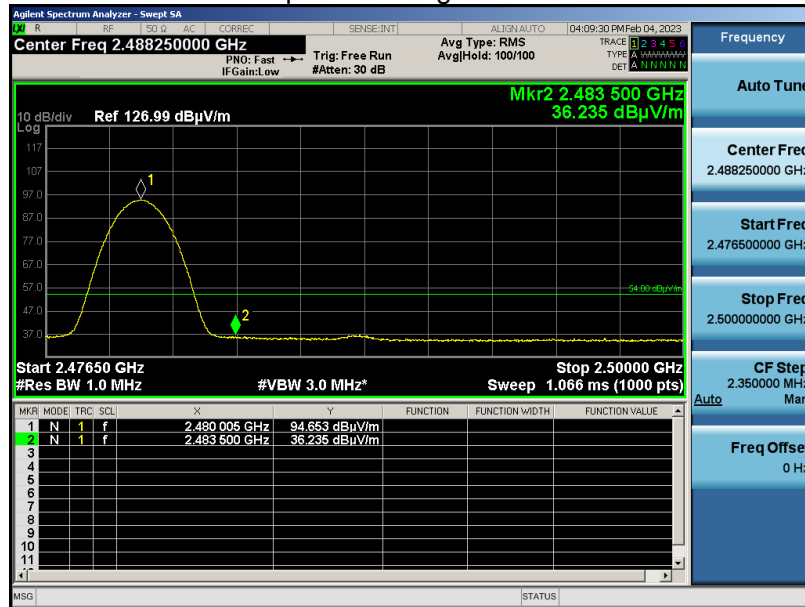 Agilent Spectrum Analyzer - Swept SA
LXI R RF 50 Ω AC CORREC SENSE:INT ALIGN AUTO 04:09:30 PM Feb 04, 2023
Center Freq 2.488250000 GHz
PNO: Fast
IFGain:Low
Trig: Free Run
#Atten: 30 dB
Avg Type: RMS
Avg|Hold: 100/100
TRACE 1 2 3 4 5 6
TYPE A WWWWW
DET A N N N N N
Mkr2 2.483 500 GHz
36.235 dBµV/m
10 dB/div Ref 126.99 dBµV/m
Log
117
107
97.0
87.0
77.0
67.0
57.0
47.0
37.0
1
2
54.00 dBµV/m
Start 2.47650 GHz Stop 2.50000 GHz
#Res BW 1.0 MHz #VBW 3.0 MHz* Sweep 1.066 ms (1000 pts)
MKR MODE TRC SCL X Y FUNCTION FUNCTION WIDTH FUNCTION VALUE
1 N 1 f 2.480 005 GHz 94.653 dBµV/m
2 N 1 f 2.483 500 GHz 36.235 dBµV/m
3
4
5
6
7
8
9
10
11
MSG STATUS
Frequency
Auto Tune
Center Freq
2.488250000 GHz
Start Freq
2.476500000 GHz
Stop Freq
2.500000000 GHz
CF Step
2.350000 MHz
Auto Man
Freq Offset
0 Hz